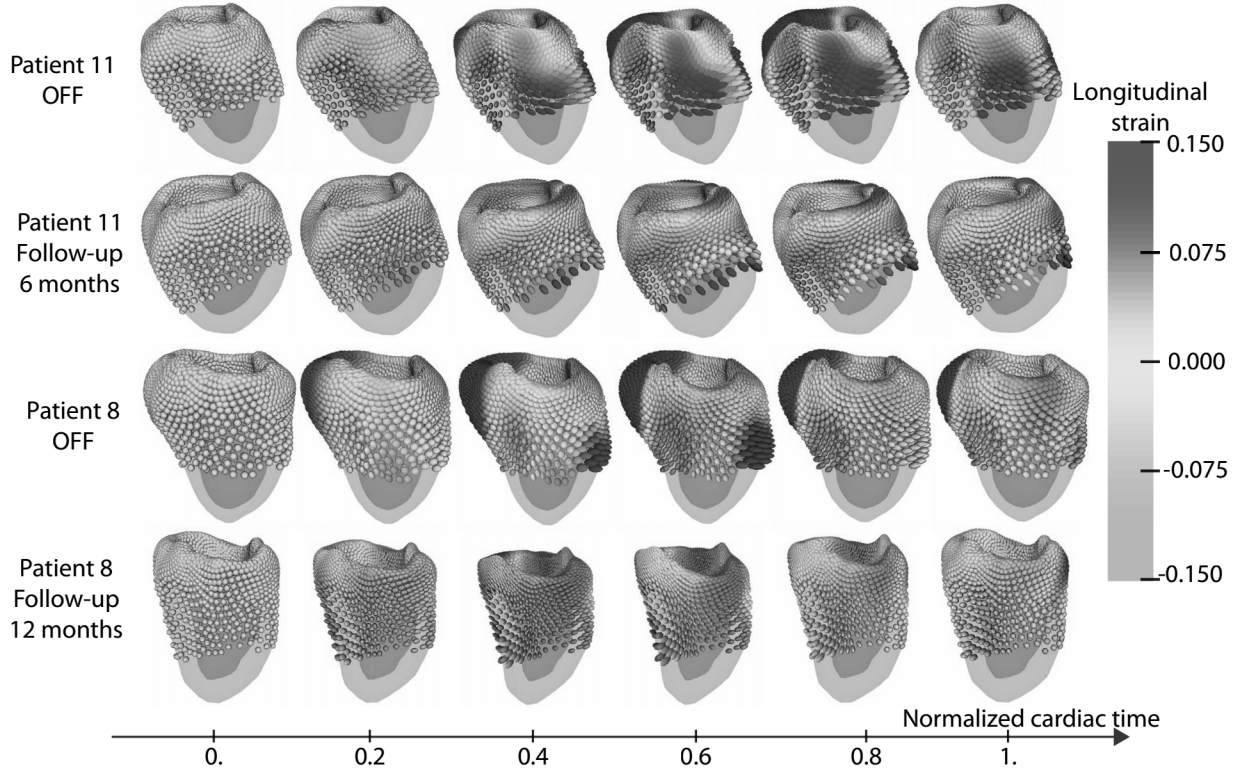 Patient 11
OFF
Patient 11
Follow-up
6 months
Patient 8
OFF
Patient 8
Follow-up
12 months
Longitudinal
strain
0.150
0.075
0.000
-0.075
-0.150
Normalized cardiac time
0.
0.2
0.4
0.6
0.8
1.